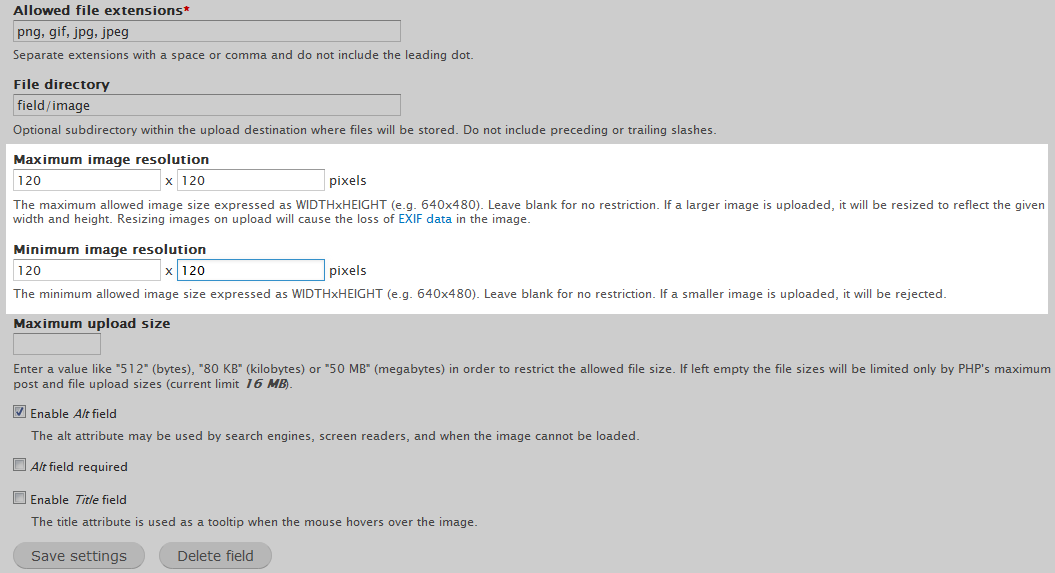 Allowed file extensions*
png, gif, jpg, jpeg
Separate extensions with a space or comma and do not include the leading dot.
File directory
field/image
Optional subdirectory within the upload destination where files will be stored. Do not include preceding or trailing slashes.
Maximum image resolution
120 x 120 pixels
The maximum allowed image size expressed as WIDTHxHEIGHT (e.g. 640x480). Leave blank for no restriction. If a larger image is uploaded, it will be resized to reflect the given
width and height. Resizing images on upload will cause the loss of EXIF data in the image.
Minimum image resolution
120 x 120 pixels
The minimum allowed image size expressed as WIDTHxHEIGHT (e.g. 640x480). Leave blank for no restriction. If a smaller image is uploaded, it will be rejected.
Maximum upload size
Enter a value like "512" (bytes), "80 KB" (kilobytes) or "50 MB" (megabytes) in order to restrict the allowed file size. If left empty the file sizes will be limited only by PHP's maximum
post and file upload sizes (current limit 16 MB).
Enable Alt field
The alt attribute may be used by search engines, screen readers, and when the image cannot be loaded.
Alt field required
Enable Title field
The title attribute is used as a tooltip when the mouse hovers over the image.
Save settings Delete field